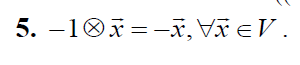 5. −1⊗x⃗ = −x⃗, ∀x⃗ ∈ V .